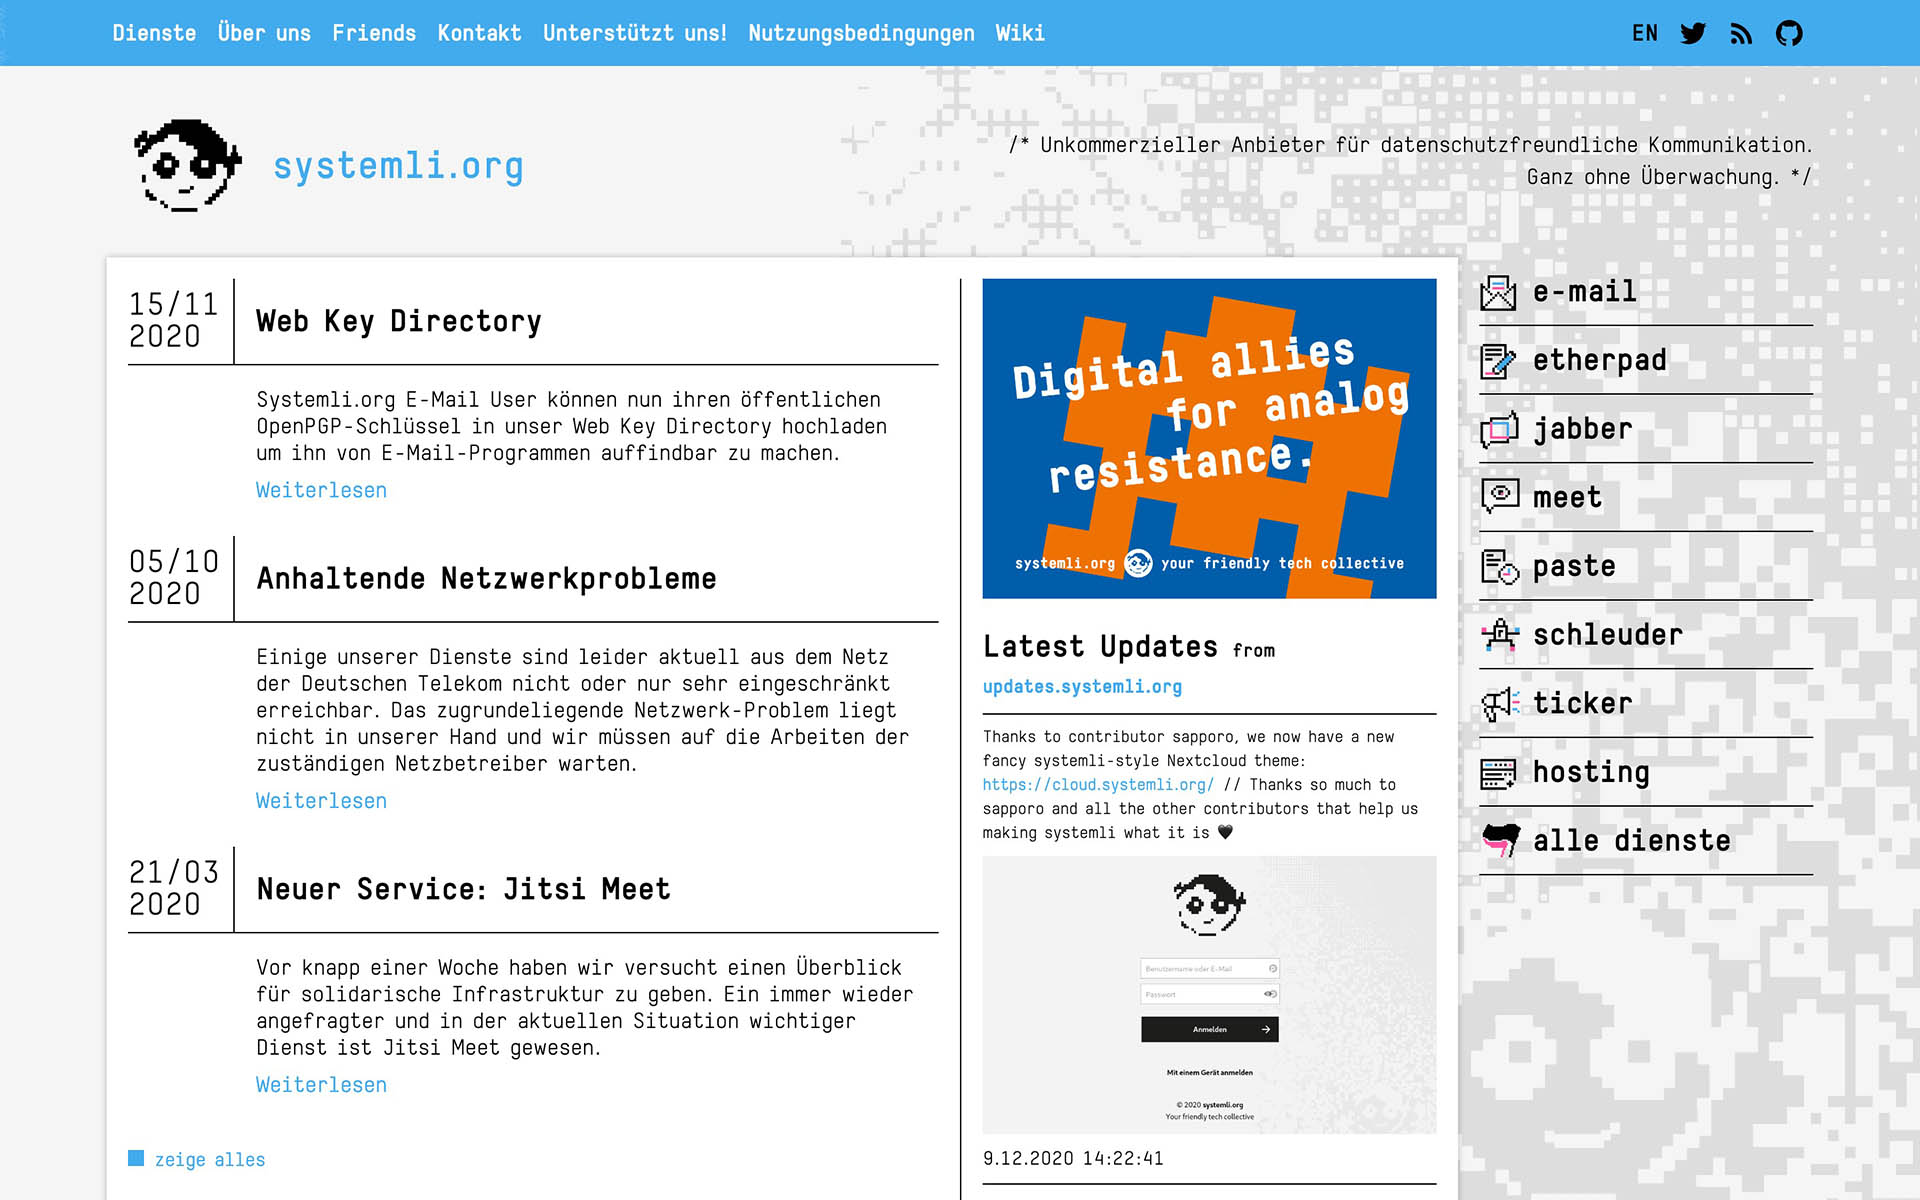 Dienste Über uns Friends Kontakt Unterstützt uns! Nutzungsbedingungen Wiki EN
systemli.org
/* Unkommerzieller Anbieter für datenschutzfreundliche Kommunikation.
Ganz ohne Überwachung. */
15/11
2020
Web Key Directory
Systemli.org E-Mail User können nun ihren öffentlichen
OpenPGP-Schlüssel in unser Web Key Directory hochladen
um ihn von E-Mail-Programmen auffindbar zu machen.
Weiterlesen
05/10
2020
Anhaltende Netzwerkprobleme
Einige unserer Dienste sind leider aktuell aus dem Netz
der Deutschen Telekom nicht oder nur sehr eingeschränkt
erreichbar. Das zugrundeliegende Netzwerk-Problem liegt
nicht in unserer Hand und wir müssen auf die Arbeiten der
zuständigen Netzbetreiber warten.
Weiterlesen
21/03
2020
Neuer Service: Jitsi Meet
Vor knapp einer Woche haben wir versucht einen Überblick
für solidarische Infrastruktur zu geben. Ein immer wieder
angefragter und in der aktuellen Situation wichtiger
Dienst ist Jitsi Meet gewesen.
Weiterlesen
zeige alles
Digital allies
for analog
resistance.
systemli.org your friendly tech collective
Latest Updates from
updates.systemli.org
Thanks to contributor sapporo, we now have a new
fancy systemli-style Nextcloud theme:
https://cloud.systemli.org/ // Thanks so much to
sapporo and all the other contributors that help us
making systemli what it is 🖤
Benutzername oder E-Mail
Passwort
Anmelden
Mit einem Gerät anmelden
© 2020 systemli.org
Your friendly tech collective
9.12.2020 14:22:41
e-mail
etherpad
jabber
meet
paste
schleuder
ticker
hosting
alle dienste